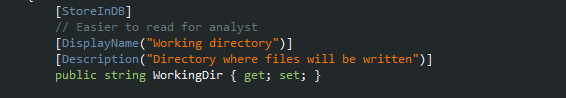 {
[StoreInDB]
// Easier to read for analyst
[DisplayName("Working directory")]
[Description("Directory where files will be written")]
public string WorkingDir { get; set; }